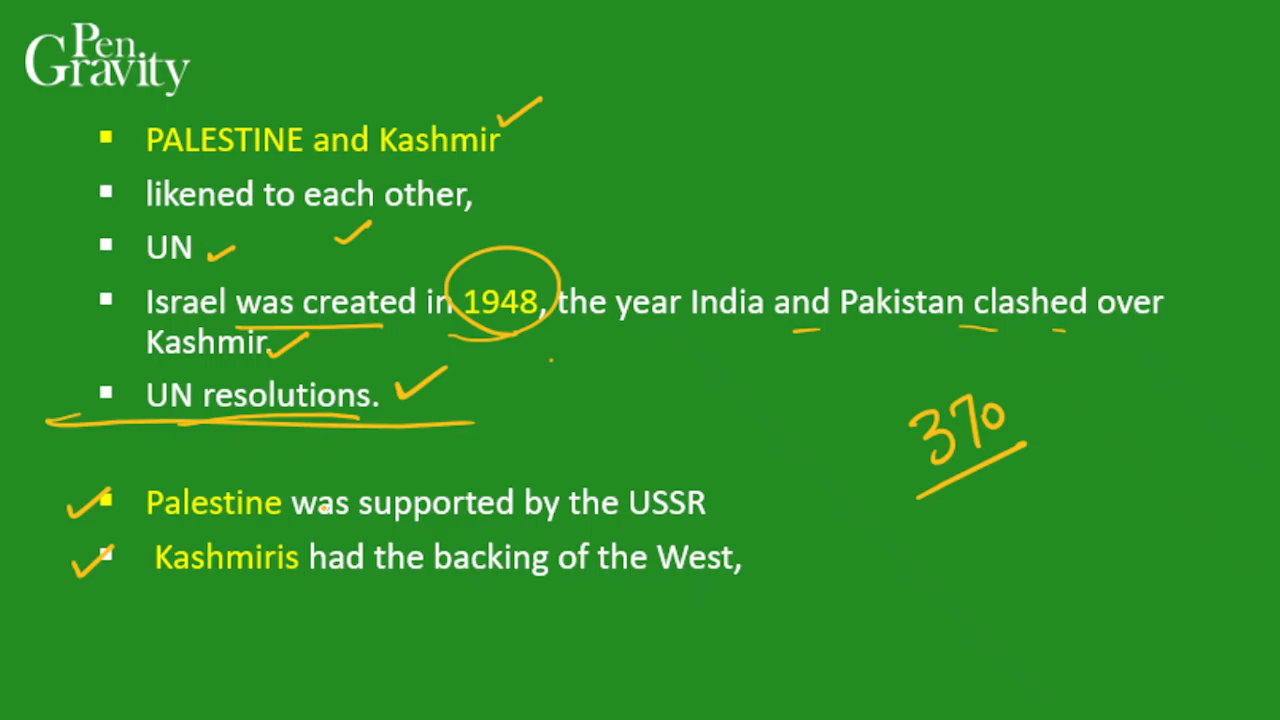 Pen
Gravity
PALESTINE and Kashmir
likened to each other,
UN
Israel was created in 1948, the year India and Pakistan clashed over
Kashmir.
UN resolutions.
370
Palestine was supported by the USSR
Kashmiris had the backing of the West,